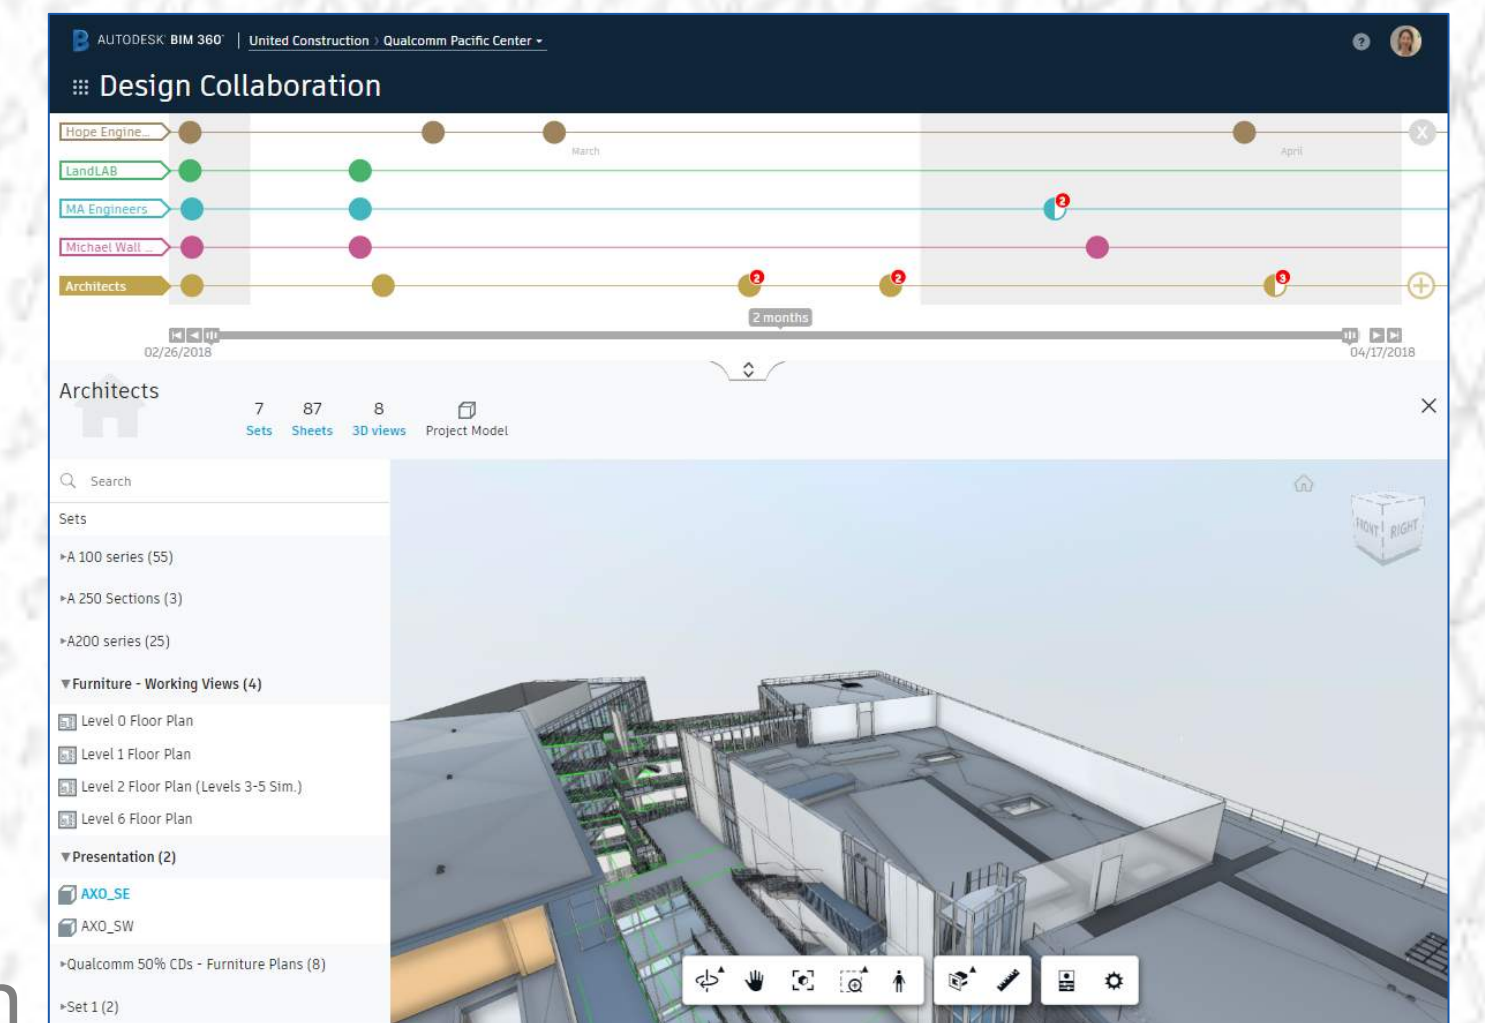 AUTODESK BIM 360 | United Construction > Qualcomm Pacific Center
?
Design Collaboration
Hope Engine...
X
March
April
LandLAB
MA Engineers
2
Michael Wall ...
Architects
2
2
3
2 months
02/26/2018
04/17/2018
Architects
7 87 8
Sets Sheets 3D views Project Model
Search
Sets
FRONT RIGHT
A 100 series (55)
A 250 Sections (3)
A200 series (25)
Furniture - Working Views (4)
Level 0 Floor Plan
Level 1 Floor Plan
Level 2 Floor Plan (Levels 3-5 Sim.)
Level 6 Floor Plan
Presentation (2)
AXO_SE
AXO_SW
Qualcomm 50% CDs - Furniture Plans (8)
Set 1 (2)